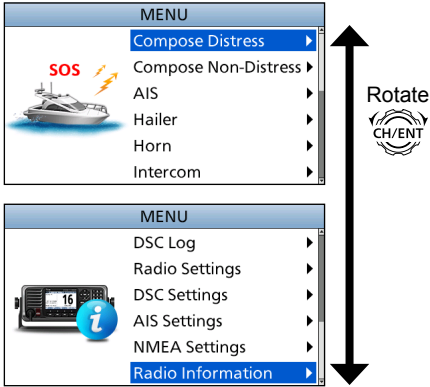 MENU
SOS
Compose Distress
Compose Non-Distress
AIS
Hailer
Horn
Intercom
Rotate
CH/ENT
MENU
16
i
DSC Log
Radio Settings
DSC Settings
AIS Settings
NMEA Settings
Radio Information